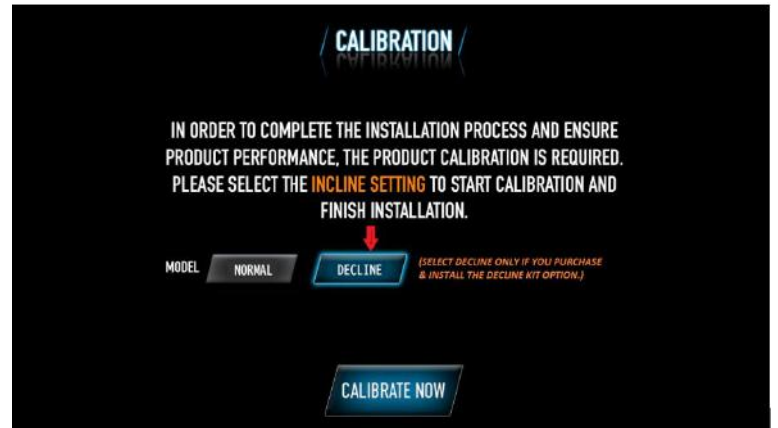 CALIBRATION
IN ORDER TO COMPLETE THE INSTALLATION PROCESS AND ENSURE
PRODUCT PERFORMANCE, THE PRODUCT CALIBRATION IS REQUIRED.
PLEASE SELECT THE INCLINE SETTING TO START CALIBRATION AND
FINISH INSTALLATION.
MODEL NORMAL DECLINE (SELECT DECLINE ONLY IF YOU PURCHASE
& INSTALL THE DECLINE KIT OPTION.)
CALIBRATE NOW